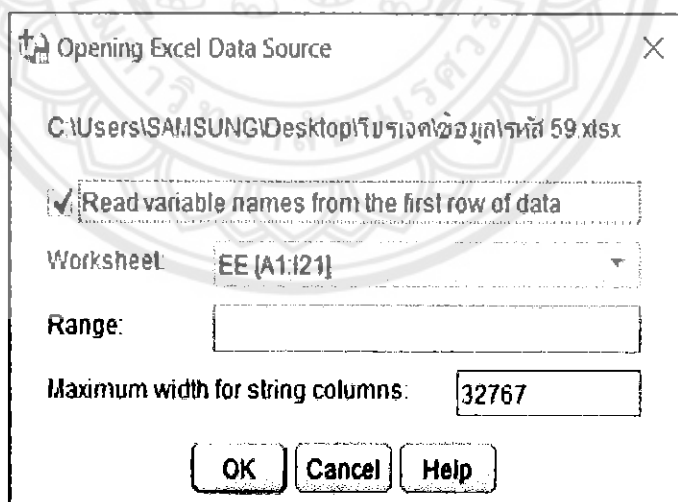 Opening Excel Data Source
C:\Users\SAMSUNG\Desktop\โปรเจค\ข้อมูล\รหัส 59.xlsx
Read variable names from the first row of data
Worksheet: EE [A1:I21]
Range:
Maximum width for string columns: 32767
OK Cancel Help